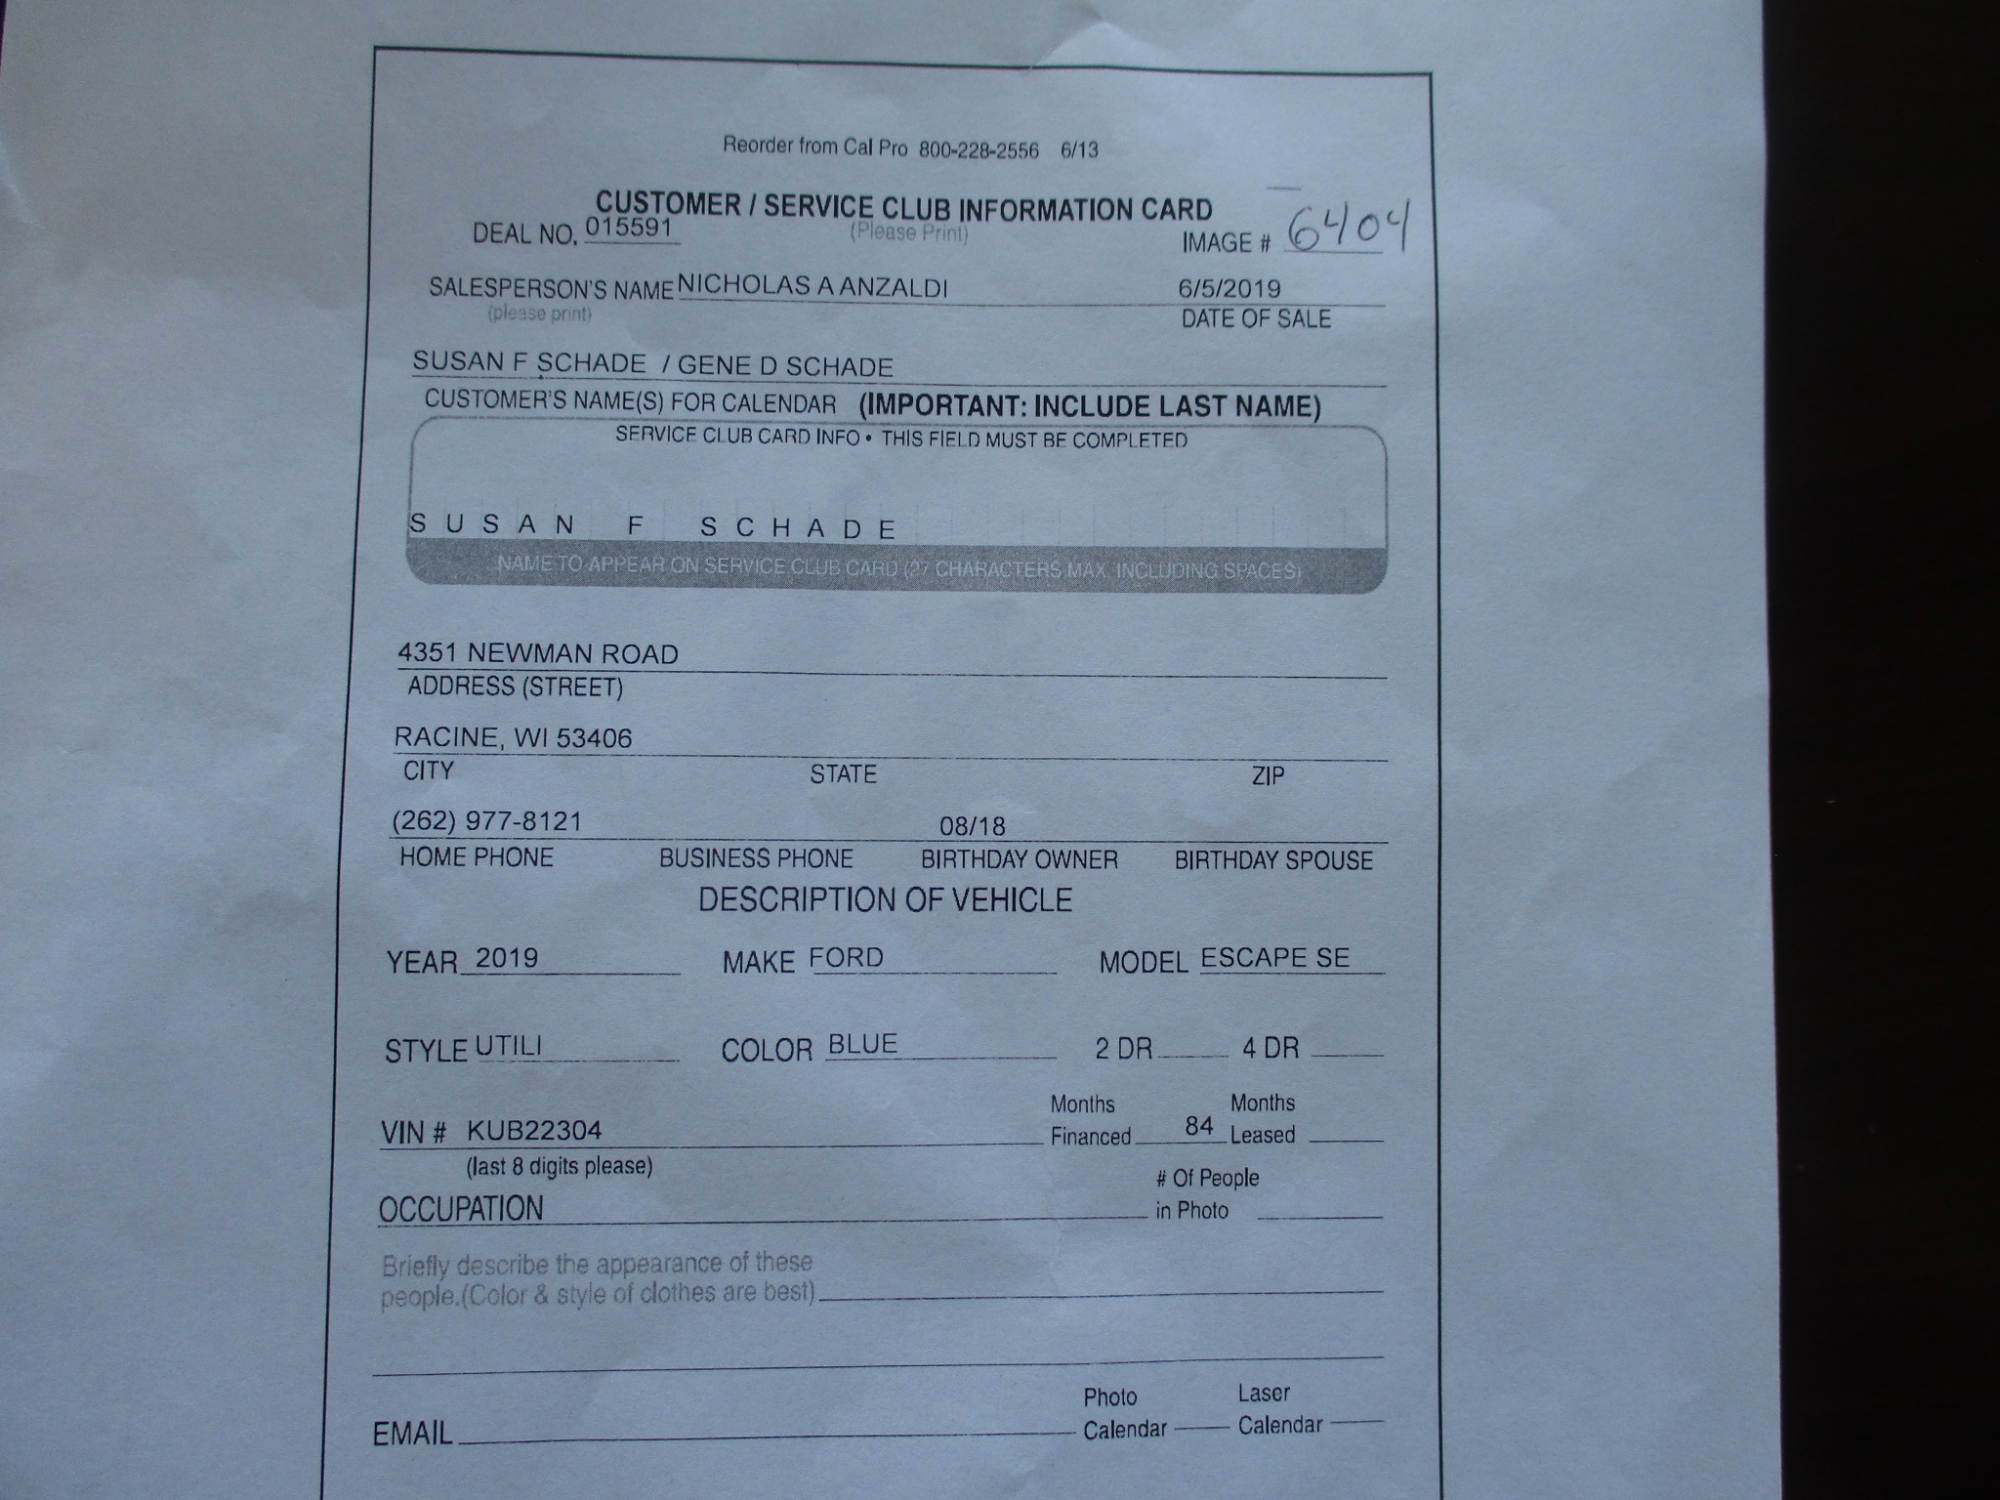 Reorder from Cal Pro 800-228-2556 6/13
CUSTOMER / SERVICE CLUB INFORMATION CARD
DEAL NO. 015591 (Please Print) IMAGE # 6404
SALESPERSON'S NAME NICHOLAS A ANZALDI 6/5/2019
(please print) DATE OF SALE
SUSAN F SCHADE / GENE D SCHADE
CUSTOMER'S NAME(S) FOR CALENDAR (IMPORTANT: INCLUDE LAST NAME)
SERVICE CLUB CARD INFO • THIS FIELD MUST BE COMPLETED
S U S A N F S C H A D E
NAME TO APPEAR ON SERVICE CLUB CARD (27 CHARACTERS MAX. INCLUDING SPACES)
4351 NEWMAN ROAD
ADDRESS (STREET)
RACINE, WI 53406
CITY STATE ZIP
(262) 977-8121 08/18
HOME PHONE BUSINESS PHONE BIRTHDAY OWNER BIRTHDAY SPOUSE
DESCRIPTION OF VEHICLE
YEAR 2019 MAKE FORD MODEL ESCAPE SE
STYLE UTILI COLOR BLUE 2 DR 4 DR
Months Months
VIN # KUB22304 Financed 84 Leased
(last 8 digits please)
# Of People
OCCUPATION in Photo
Briefly describe the appearance of these
people.(Color & style of clothes are best)
Photo Laser
EMAIL Calendar Calendar